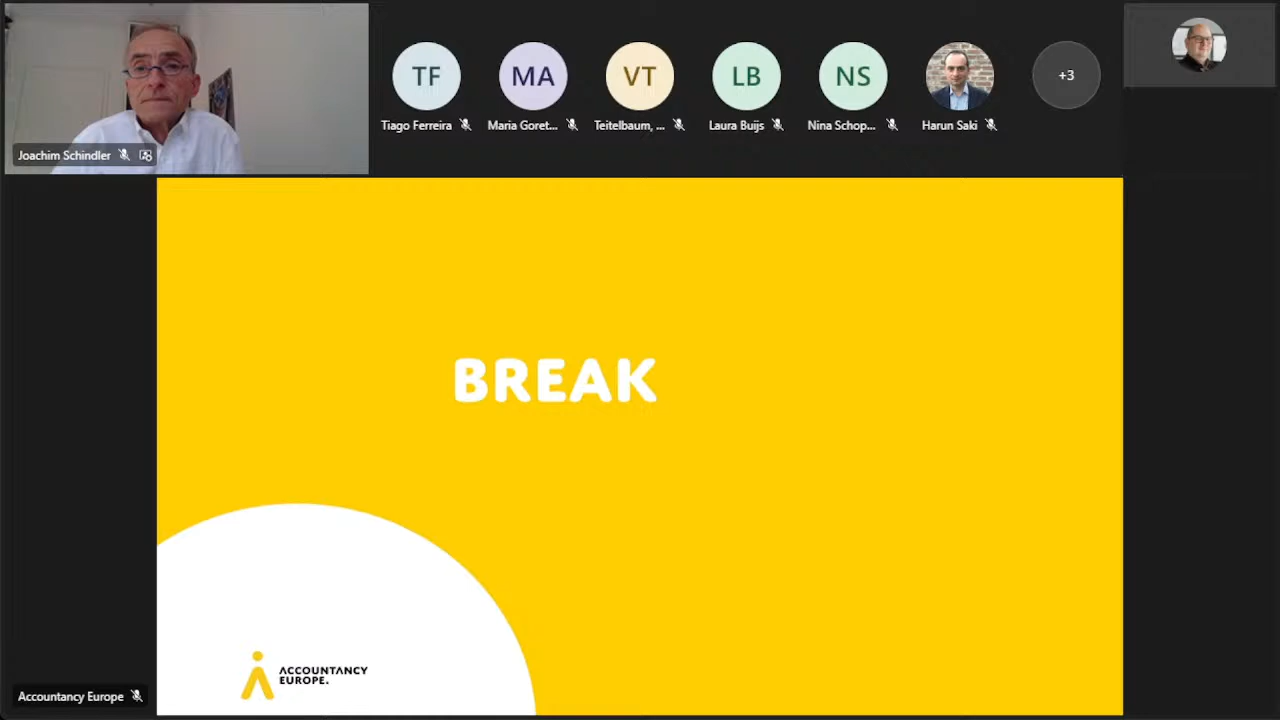 TF
MA
VT
LB
NS
+3
Tiago Ferreira
Maria Goret...
Teitelbaum, ...
Laura Buijs
Nina Schop...
Harun Saki
Joachim Schindler
BREAK
ACCOUNTANCY
EUROPE.
Accountancy Europe